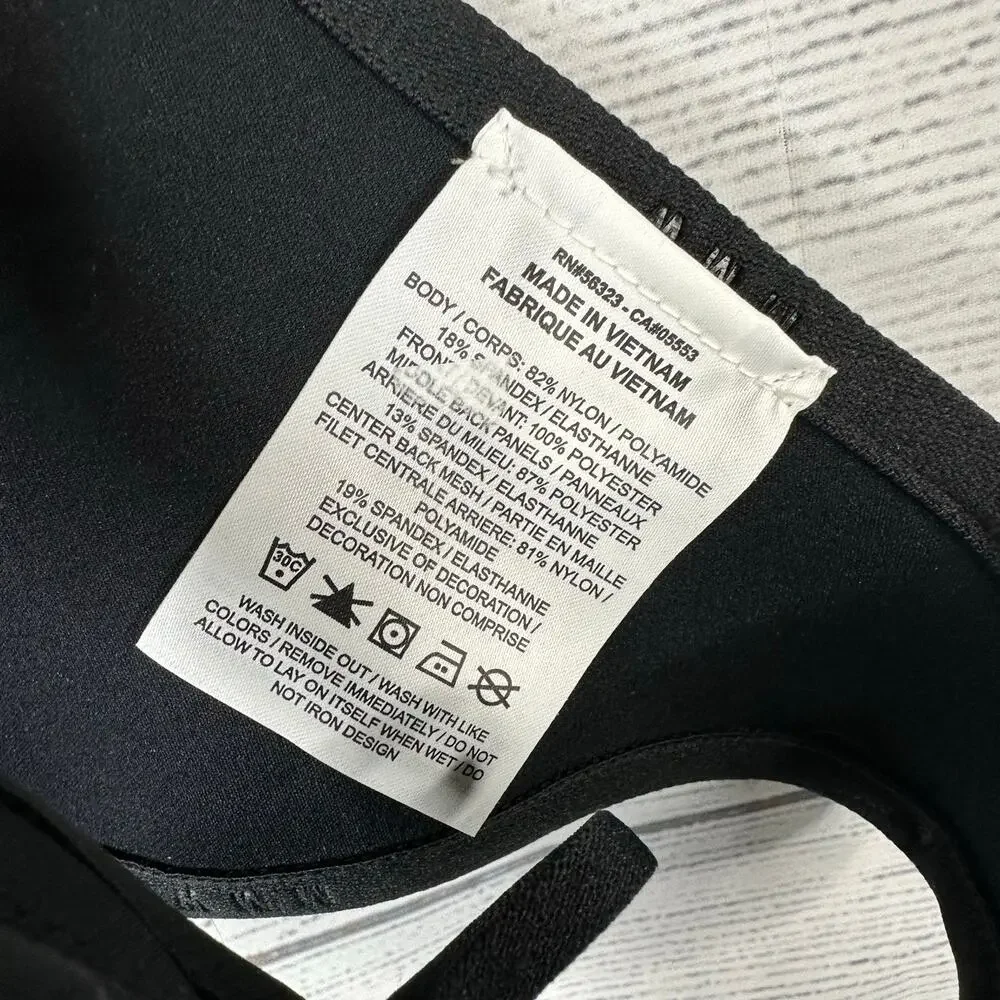 RN#56323 - CA#05553
MADE IN VIETNAM
FABRIQUE AU VIETNAM
BODY / CORPS: 82% NYLON / POLYAMIDE
18% SPANDEX / ELASTHANNE
FRONT / DEVANT: 100% POLYESTER
MIDDLE BACK PANELS / PANNEAUX
ARRIERE DU MILIEU: 87% POLYESTER
13% SPANDEX / ELASTHANNE
CENTER BACK MESH / PARTIE EN MAILLE
FILET CENTRALE ARRIERE: 81% NYLON /
POLYAMIDE
19% SPANDEX / ELASTHANNE
EXCLUSIVE OF DECORATION /
DECORATION NON COMPRISE
30C
WASH INSIDE OUT / WASH WITH LIKE
COLORS / REMOVE IMMEDIATELY / DO NOT
ALLOW TO LAY ON ITSELF WHEN WET / DO
NOT IRON DESIGN